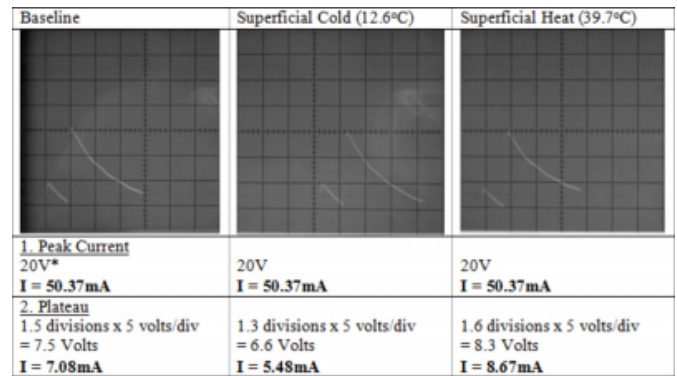 Baseline
Superficial Cold (12.6ºC)
Superficial Heat (39.7ºC)
1. Peak Current
20V*
I = 50.37mA
20V
I = 50.37mA
20V
I = 50.37mA
2. Plateau
1.5 divisions x 5 volts/div
= 7.5 Volts
I = 7.08mA
1.3 divisions x 5 volts/div
= 6.6 Volts
I = 5.48mA
1.6 divisions x 5 volts/div
= 8.3 Volts
I = 8.67mA